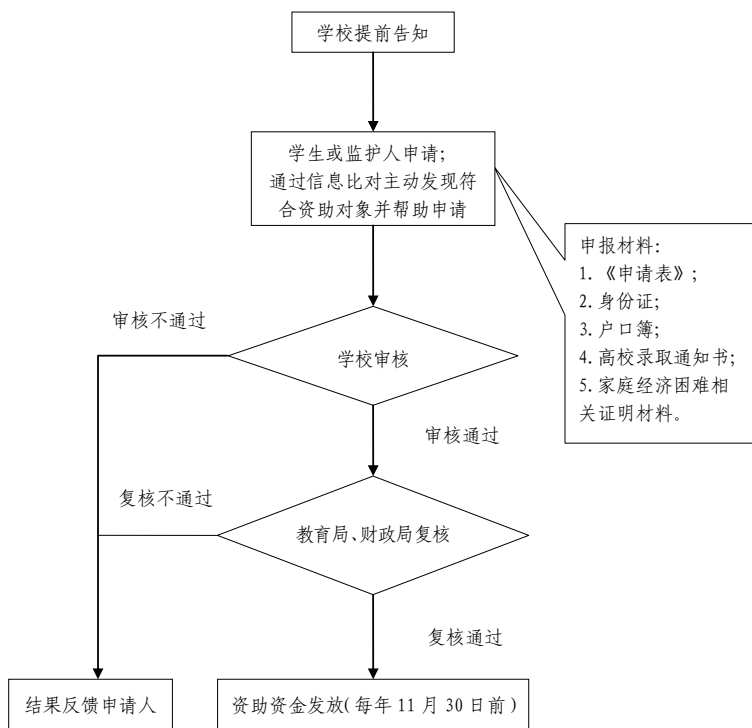 学校提前告知
学生或监护人申请；
通过信息比对主动发现符
合资助对象并帮助申请
申报材料：
1.《申请表》；
2.身份证；
3.户口簿；
4.高校录取通知书；
5.家庭经济困难相
关证明材料。
审核不通过
学校审核
审核通过
复核不通过
教育局、财政局复核
复核通过
结果反馈申请人
资助资金发放(每年 11 月 30 日前)